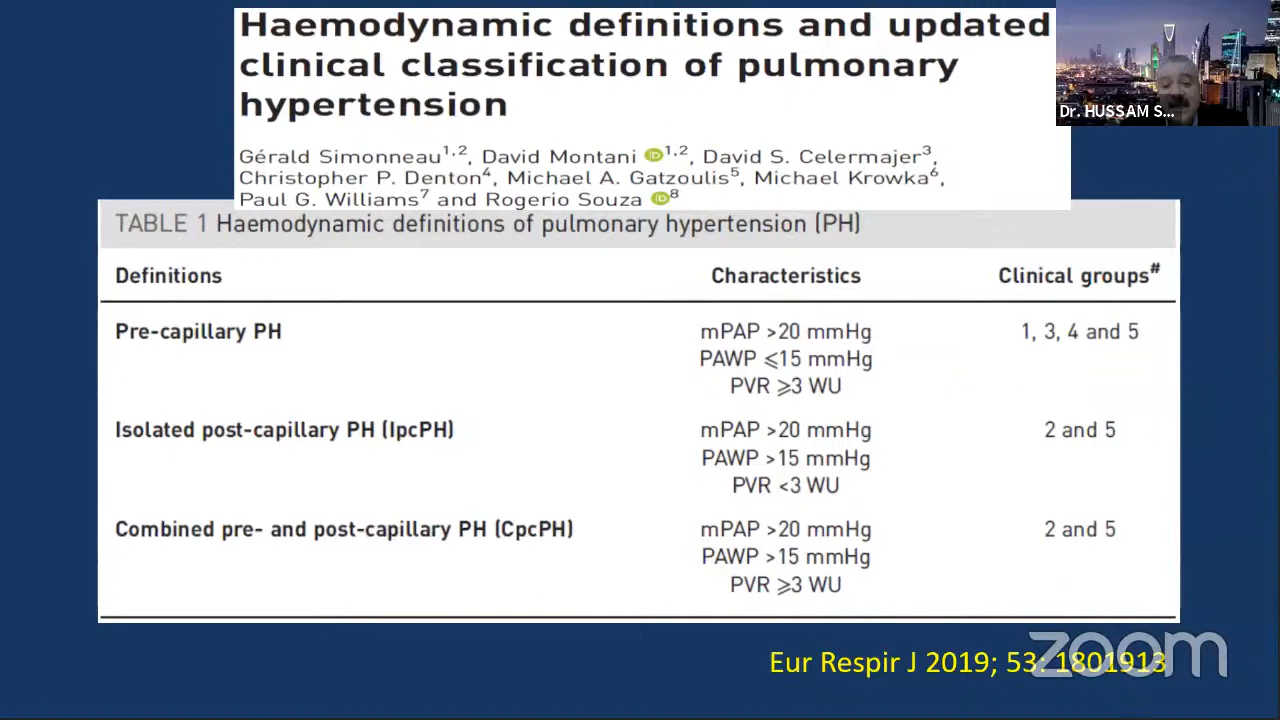 Haemodynamic definitions and updated
clinical classification of pulmonary
hypertension
Gérald Simonneau1,2, David Montani iD 1,2, David S. Celermajer3,
Christopher P. Denton4, Michael A. Gatzoulis5, Michael Krowka6,
Paul G. Williams7 and Rogerio Souza iD 8
Dr. HUSSAM S...
TABLE 1 Haemodynamic definitions of pulmonary hypertension (PH)
Definitions Characteristics Clinical groups#
Pre-capillary PH mPAP >20 mmHg 1, 3, 4 and 5
PAWP ⩽15 mmHg
PVR ⩾3 WU
Isolated post-capillary PH (IpcPH) mPAP >20 mmHg 2 and 5
PAWP >15 mmHg
PVR <3 WU
Combined pre- and post-capillary PH (CpcPH) mPAP >20 mmHg 2 and 5
PAWP >15 mmHg
PVR ⩾3 WU
Eur Respir J 2019; 53: 1801913
zoom